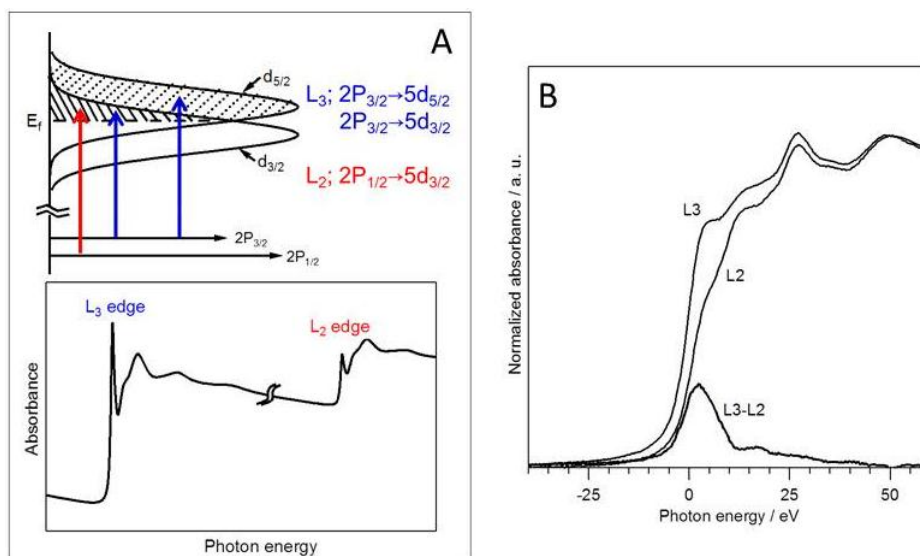 A
d5/2
L3; 2P3/2→5d5/2
2P3/2→5d3/2
Ef
d3/2
L2; 2P1/2→5d3/2
2P3/2
2P1/2
L3 edge
L2 edge
Absorbance
Photon energy
B
Normalized absorbance / a. u.
L3
L2
L3-L2
-25 0 25 50
Photon energy / eV